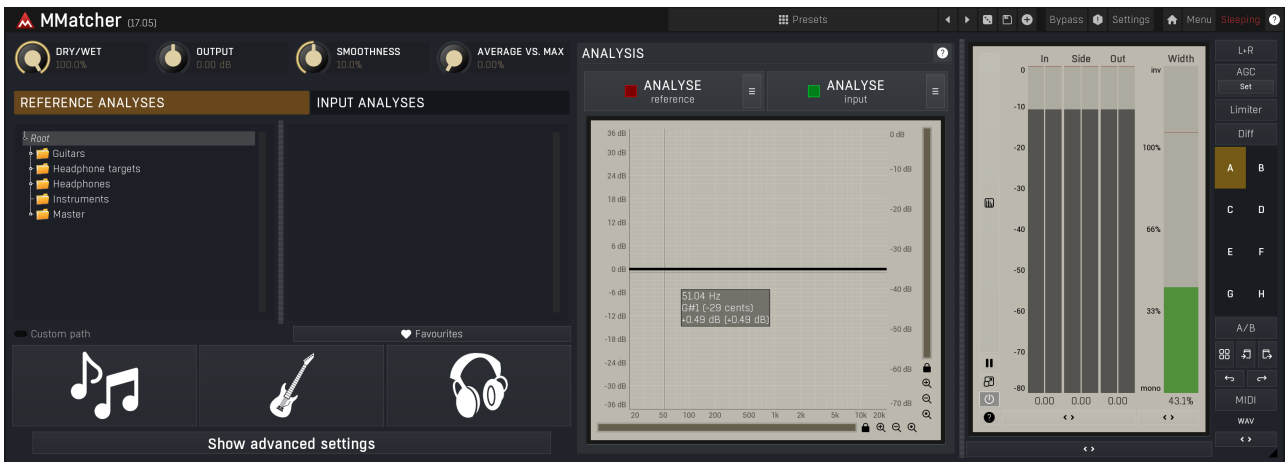 MMatcher (17.05)
Presets
Bypass
Settings
Menu
Sleeping
?
DRY/WET
100.0%
OUTPUT
0.00 dB
SMOOTHNESS
10.0%
AVERAGE VS. MAX
0.00%
REFERENCE ANALYSES
INPUT ANALYSES
Root
Guitars
Headphone targets
Headphones
Instruments
Master
Custom path
Favourites
Show advanced settings
ANALYSIS
?
ANALYSE
reference
ANALYSE
input
36 dB
30 dB
24 dB
18 dB
12 dB
6 dB
0 dB
-6 dB
-12 dB
-18 dB
-24 dB
-30 dB
-36 dB
0 dB
-10 dB
-20 dB
-30 dB
-40 dB
-50 dB
-60 dB
-70 dB
51.04 Hz
G#1 (-29 cents)
+0.49 dB (+0.49 dB)
20 50 100 200 500 1k 2k 5k 10k 20k
In Side Out Width
0
-10
-20
-30
-40
-50
-60
-70
-80
inv
100%
66%
33%
mono
0.00 0.00 0.00 43.1%
?
L+R
AGC
Set
Limiter
Diff
A B
C D
E F
G H
A/B
MIDI
WAV